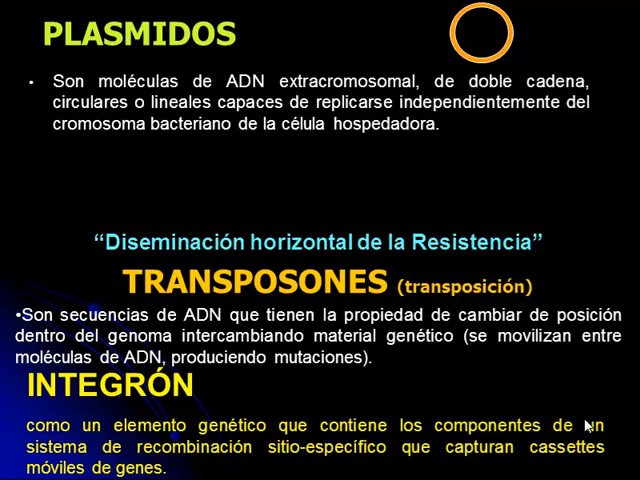 PLASMIDOS
• Son moléculas de ADN extracromosomal, de doble cadena,
circulares o lineales capaces de replicarse independientemente del
cromosoma bacteriano de la célula hospedadora.
“Diseminación horizontal de la Resistencia”
TRANSPOSONES (transposición)
•Son secuencias de ADN que tienen la propiedad de cambiar de posición
dentro del genoma intercambiando material genético (se movilizan entre
moléculas de ADN, produciendo mutaciones).
INTEGRÓN
como un elemento genético que contiene los componentes de un
sistema de recombinación sitio-específico que capturan cassettes
móviles de genes.